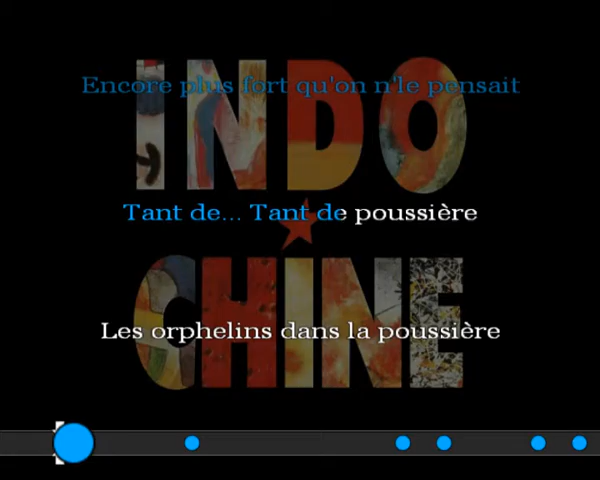 INDO
Encore plus fort qu'on n'le pensait
Tant de... Tant de poussière
CHINE
Les orphelins dans la poussière